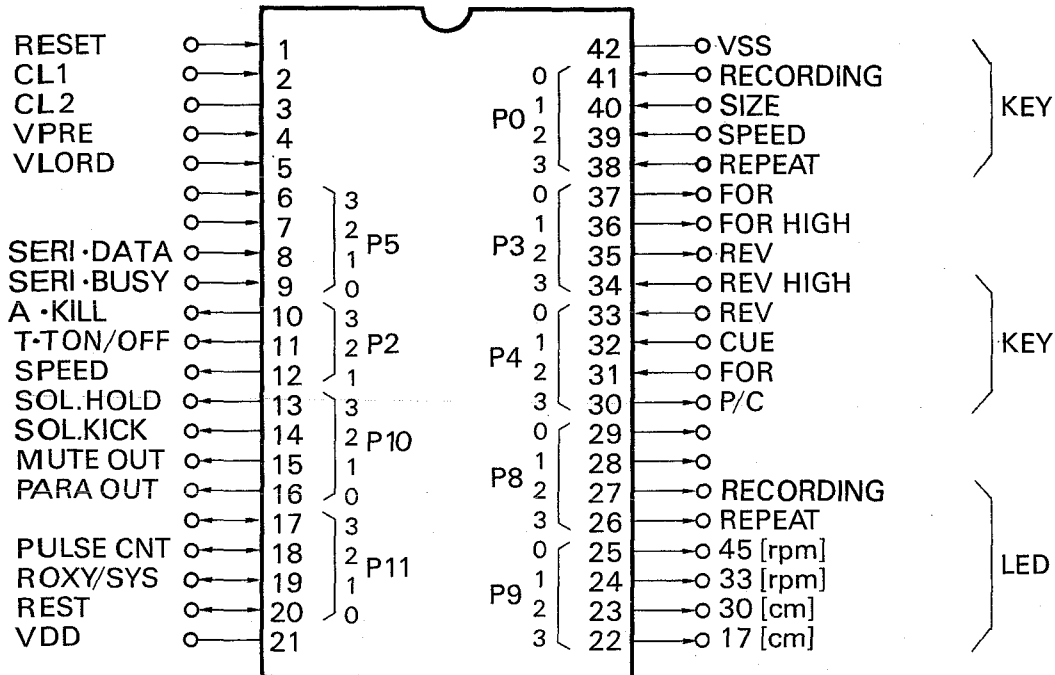 RESET 1 42 VSS
CL1 2 0 41 RECORDING
CL2 3 1 40 SIZE KEY
VPRE 4 P0 2 39 SPEED
VLORD 5 3 38 REPEAT
6 3 0 37 FOR
7 2 1 36 FOR HIGH
SERI·DATA 8 1 P5 P3 2 35 REV
SERI·BUSY 9 0 3 34 REV HIGH
A·KILL 10 3 0 33 REV
T·TON/OFF 11 2 P2 P4 1 32 CUE KEY
SPEED 12 1 2 31 FOR
SOL.HOLD 13 3 3 30 P/C
SOL.KICK 14 2 P10 0 29
MUTE OUT 15 1 P8 1 28
PARA OUT 16 0 2 27 RECORDING
17 3 3 26 REPEAT
PULSE CNT 18 2 P11 0 25 45 [rpm] LED
ROXY/SYS 19 1 P9 1 24 33 [rpm]
REST 20 0 2 23 30 [cm]
VDD 21 3 22 17 [cm]